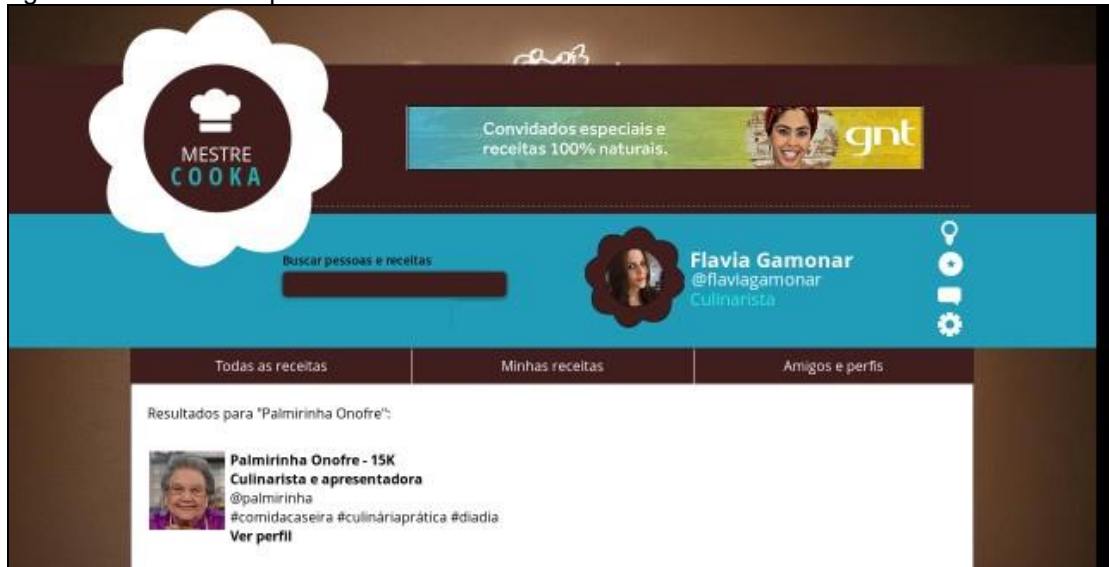 MESTRE
COOKA
Convidados especiais e
receitas 100% naturais.
gnt
Buscar pessoas e receitas
Flavia Gamonar
@flaviagamonar
Culinarista
Todas as receitas
Minhas receitas
Amigos e perfis
Resultados para "Palmirinha Onofre":
Palmirinha Onofre - 15K
Culinarista e apresentadora
@palmirinha
#comidacaseira #culináriaprática #diadia
Ver perfil